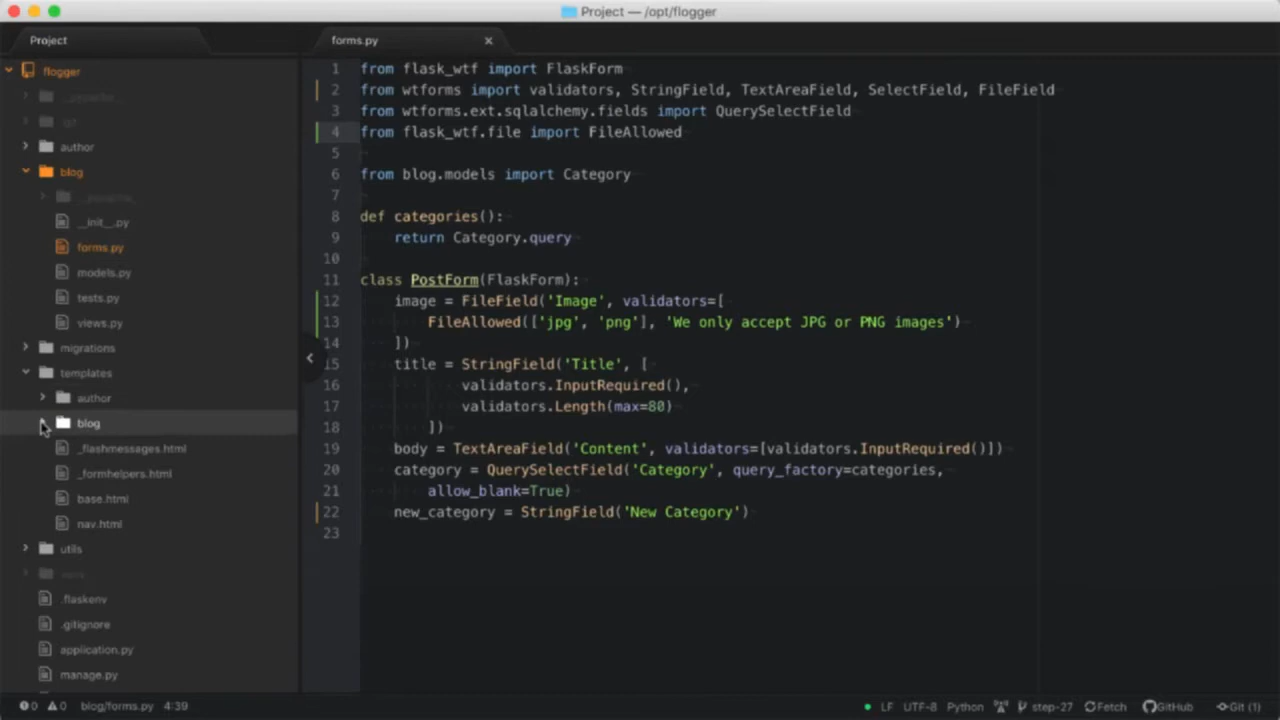 Project — /opt/flogger
Project
forms.py
flogger
.git
author
blog
__init__.py
forms.py
models.py
tests.py
views.py
migrations
templates
author
blog
_flashmessages.html
_formhelpers.html
base.html
nav.html
utils
.flaskenv
.gitignore
application.py
manage.py
1 from flask_wtf import FlaskForm
2 from wtforms import validators, StringField, TextAreaField, SelectField, FileField
3 from wtforms.ext.sqlalchemy.fields import QuerySelectField
4 from flask_wtf.file import FileAllowed
5
6 from blog.models import Category
7
8 def categories():
9 return Category.query
10
11 class PostForm(FlaskForm):
12 image = FileField('Image', validators=[
13 FileAllowed(['jpg', 'png'], 'We only accept JPG or PNG images')
14 ])
15 title = StringField('Title', [
16 validators.InputRequired(),
17 validators.Length(max=80)
18 ])
19 body = TextAreaField('Content', validators=[validators.InputRequired()])
20 category = QuerySelectField('Category', query_factory=categories,
21 allow_blank=True)
22 new_category = StringField('New Category')
23
0 0 blog/forms.py 4:39 LF UTF-8 Python step-27 Fetch GitHub Git (1)